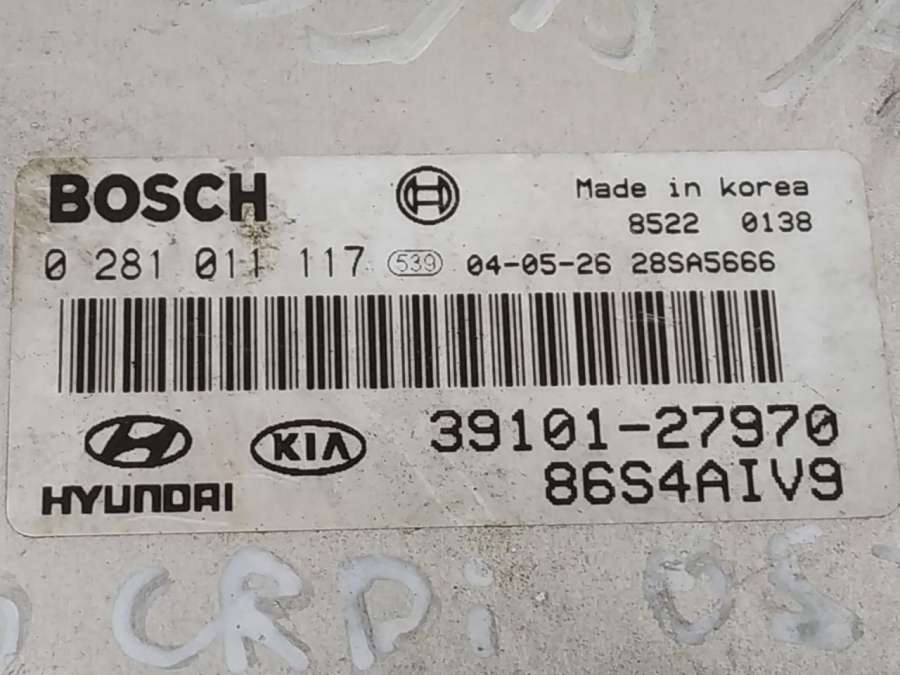 BOSCH
Made in korea
8522 0138
0 281 011 117 539 04-05-26 28SA5666
39101-27970
KIA
86S4AIV9
HYUNDAI
CRDi 05